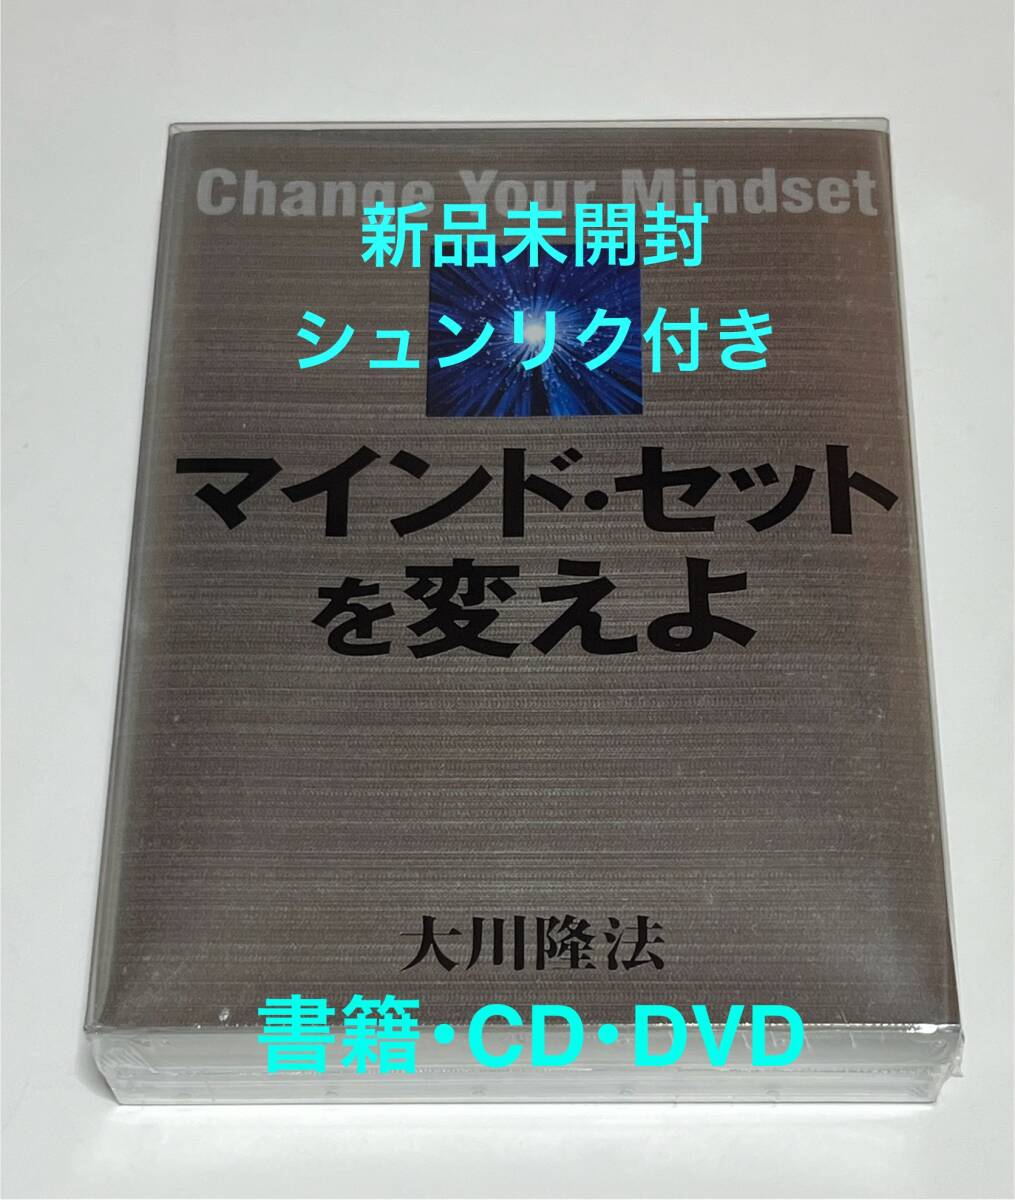 Change Your Mindset
新品未開封
シュンリク付き
マインド・セット
を変えよ
大川隆法
書籍・CD・DVD